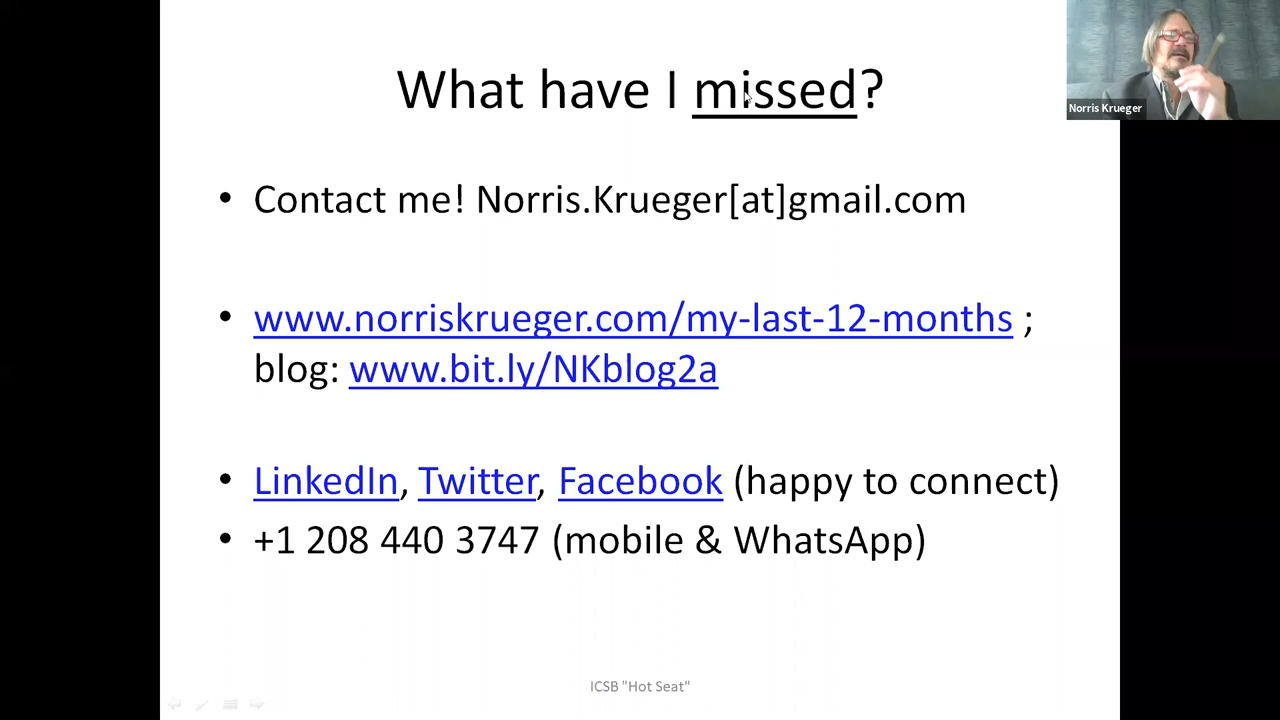 What have I missed?
Norris Krueger
• Contact me! Norris.Krueger[at]gmail.com
• www.norriskrueger.com/my-last-12-months ;
blog: www.bit.ly/NKblog2a
• LinkedIn, Twitter, Facebook (happy to connect)
• +1 208 440 3747 (mobile & WhatsApp)
ICSB "Hot Seat"